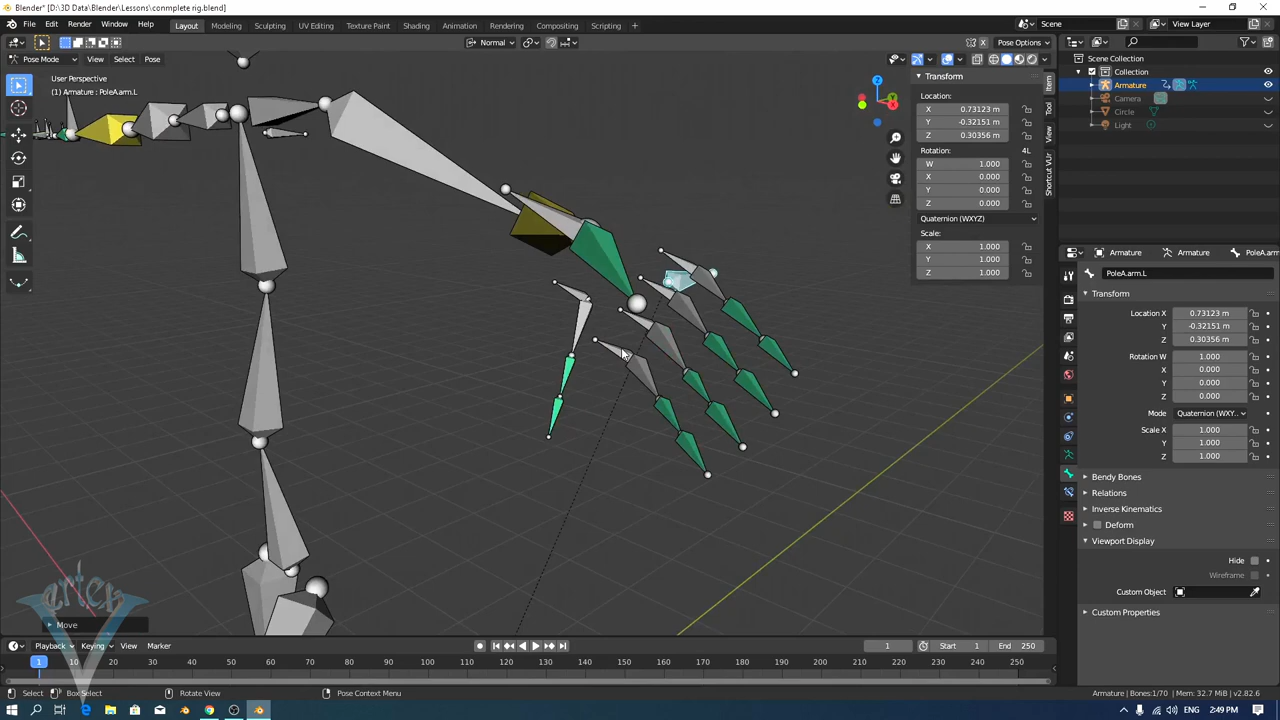 Blender* [D:\3D Data\Blender\Lessons\conmplete rig.blend]
File Edit Render Window Help Layout Modeling Sculpting UV Editing Texture Paint Shading Animation Rendering Compositing Scripting + Scene View Layer
Normal Pose Options
Pose Mode View Select Pose
User Perspective
(1) Armature : PoleA.arm.L
Transform
Location:
X 0.73123 m
Y -0.32151 m
Z 0.30356 m
Rotation: 4L
W 1.000
X 0.000
Y 0.000
Z 0.000
Quaternion (WXYZ)
Scale:
X 1.000
Y 1.000
Z 1.000
Item
Tool
View
Shortcut VUr
Scene Collection
Collection
Armature
Camera
Circle
Light
Armature Armature PoleA.arm
PoleA.arm.L
Transform
Location X 0.73123 m
Y -0.32151 m
Z 0.30356 m
Rotation W 1.000
X 0.000
Y 0.000
Z 0.000
Mode Quaternion (WXY..
Scale X 1.000
Y 1.000
Z 1.000
Bendy Bones
Relations
Inverse Kinematics
Deform
Viewport Display
Hide
Wireframe
Custom Object
Custom Properties
Move
Playback Keying View Marker 1 Start 1 End 250
1 10 20 30 40 50 60 70 80 90 100 110 120 130 140 150 160 170 180 190 200 210 220 230 240 250
Select Box Select Rotate View Pose Context Menu Armature | Bones:1/70 | Mem: 32.7 MiB | v2.82.6
2:49 PM